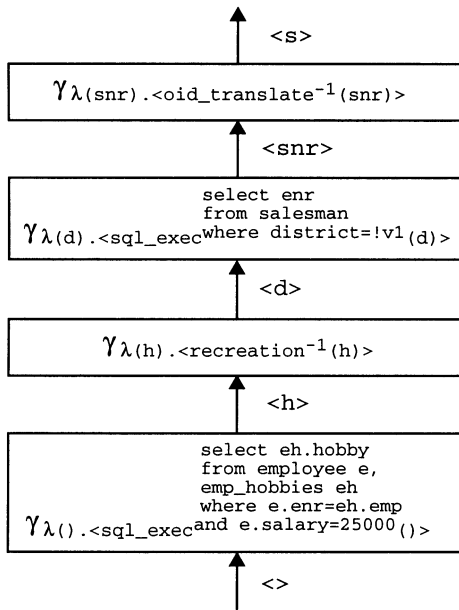 <s>
γλ(snr).<oid_translate⁻¹(snr)>
<snr>
select enr
from salesman
γλ(d).<sql_exec where district=!v1 (d)>
<d>
γλ(h).<recreation⁻¹(h)>
<h>
select eh.hobby
from employee e,
emp_hobbies eh
where e.enr=eh.emp
γλ().<sql_exec and e.salary=25000 ()>
<>